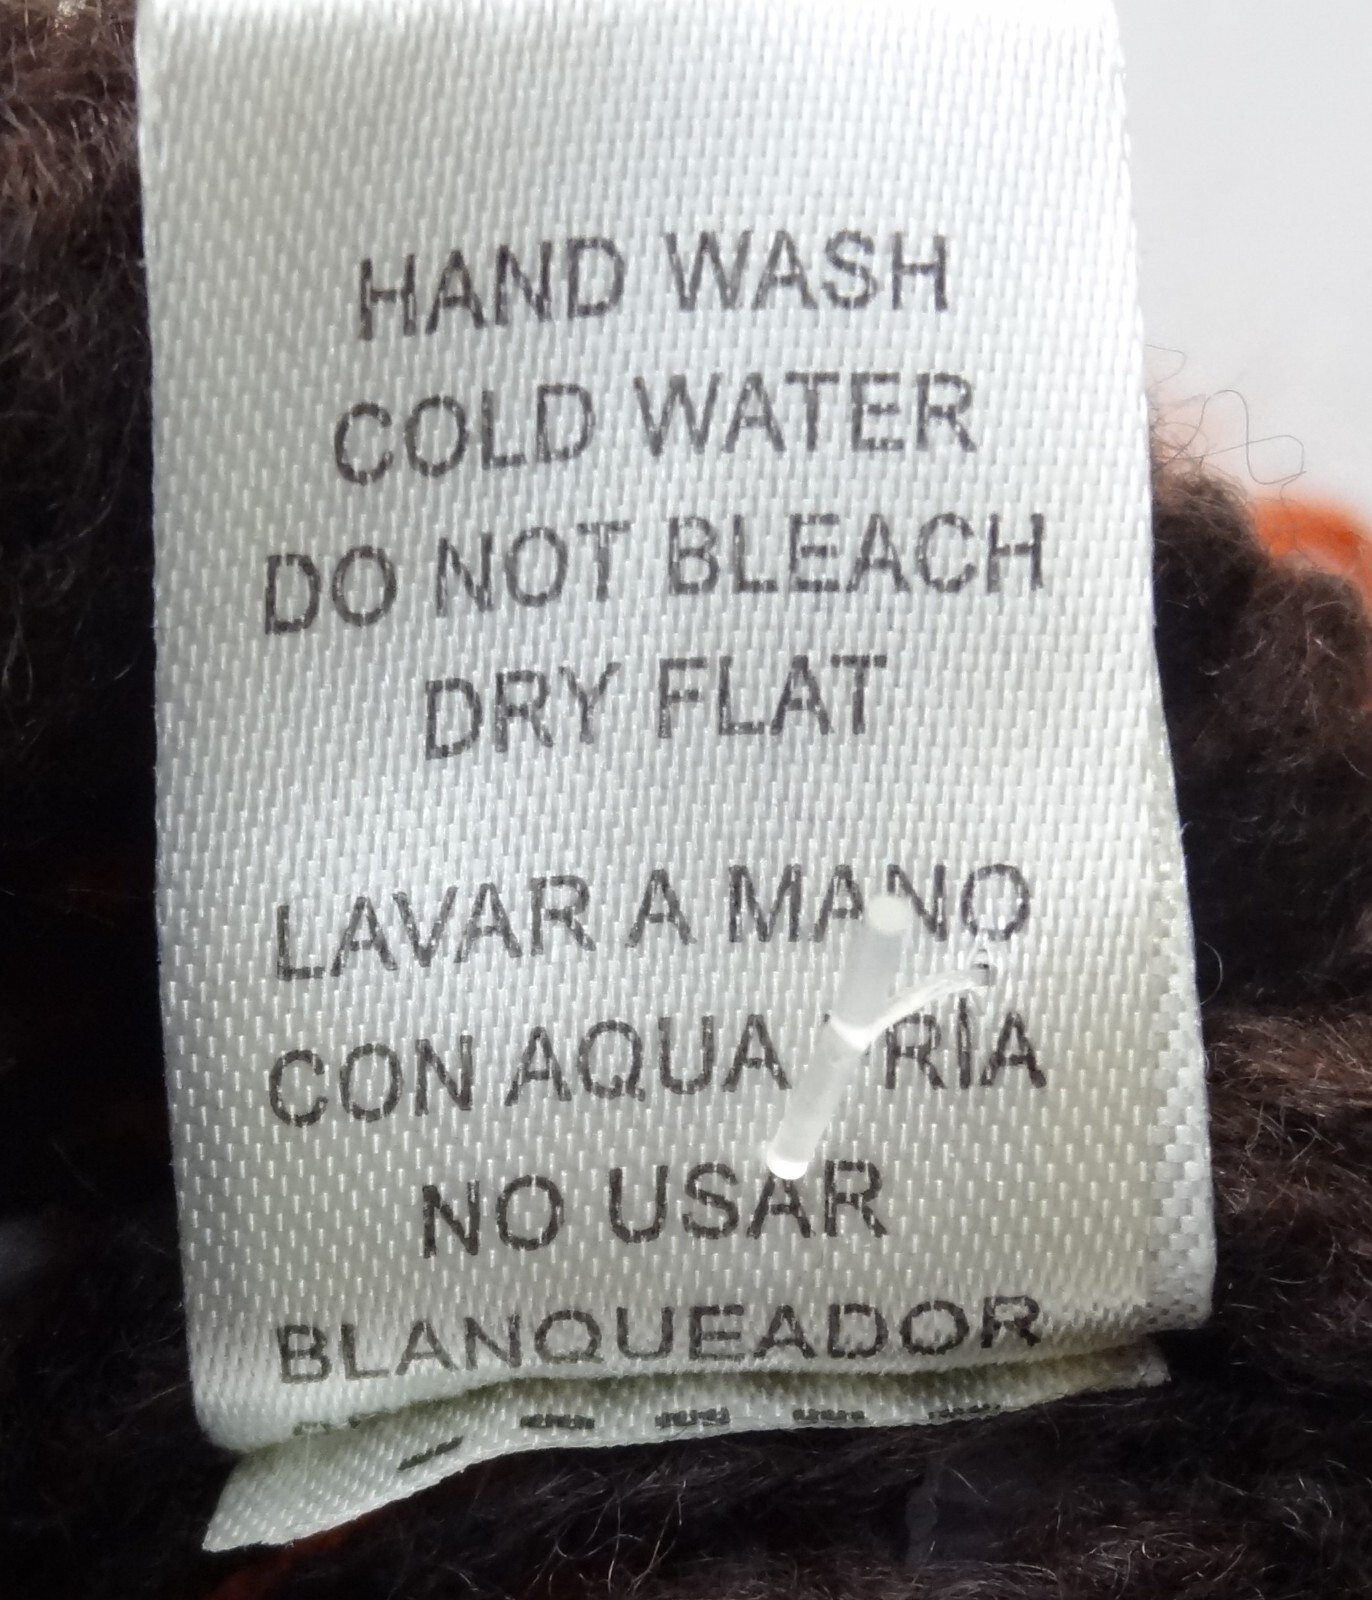 HAND WASH
COLD WATER
DO NOT BLEACH
DRY FLAT
LAVAR A MANO
CON AQUA
NO USAR
BLANQUEADOR